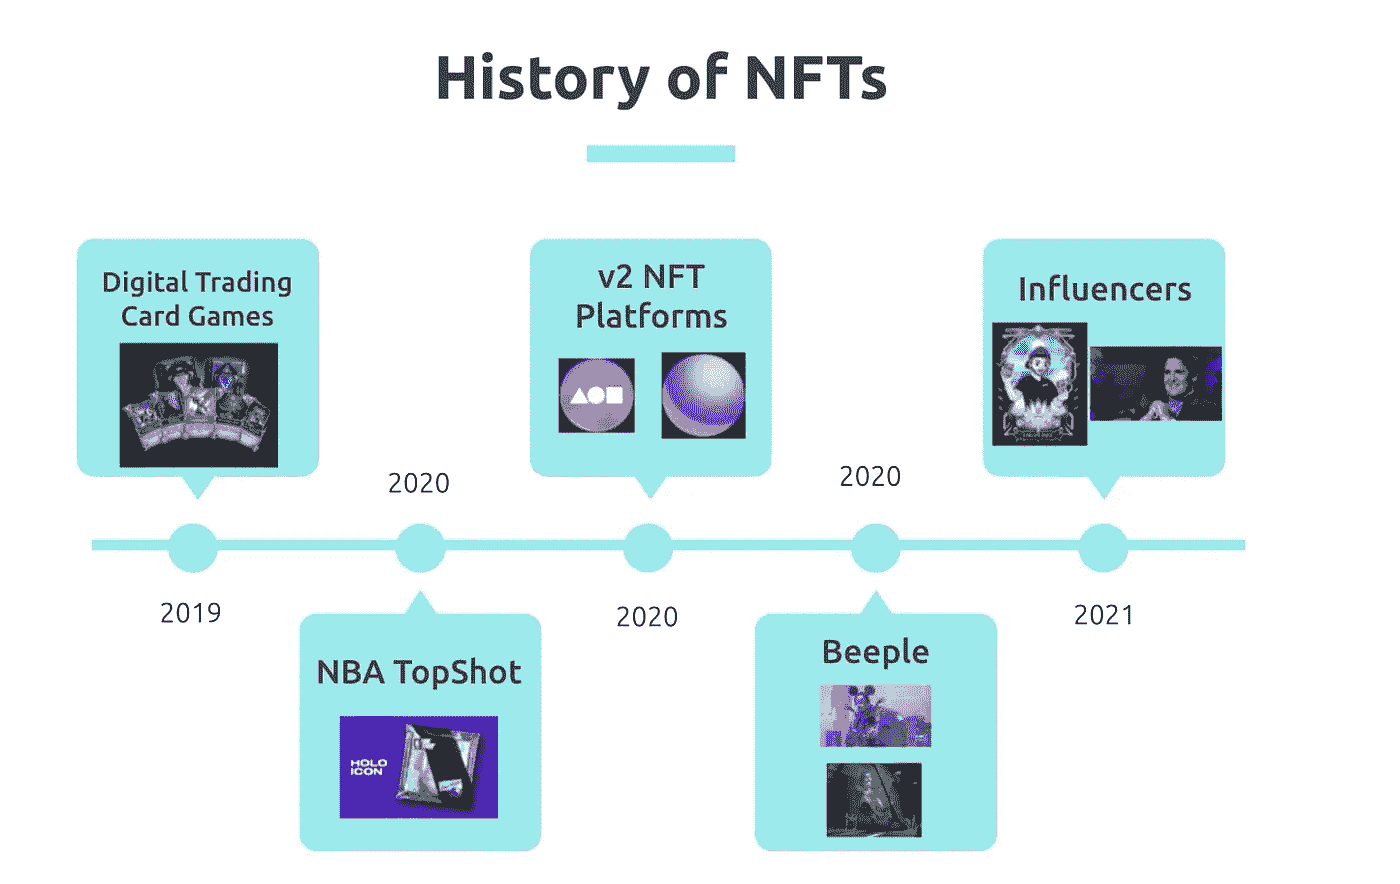 History of NFTs
Digital Trading
Card Games
v2 NFT
Platforms
Influencers
2020
2020
2019
2020
2021
NBA TopShot
HOLO
ICON
Beeple